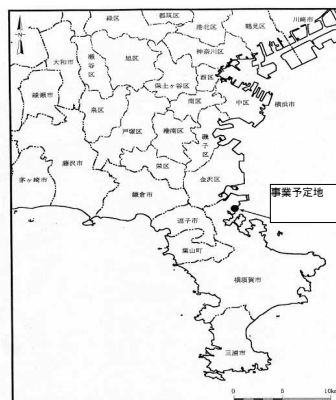 緑区
都筑区
港北区
鶴見区
川崎市
N
大和市
瀬谷区
旭区
神奈川区
保土ヶ谷区
西区
綾瀬市
南区
中区
横浜市
泉区
戸塚区
港南区
磯子区
藤沢市
栄区
茅ヶ崎市
金沢区
鎌倉市
事業予定地
逗子市
葉山町
横須賀市
三浦市
0 5 10km